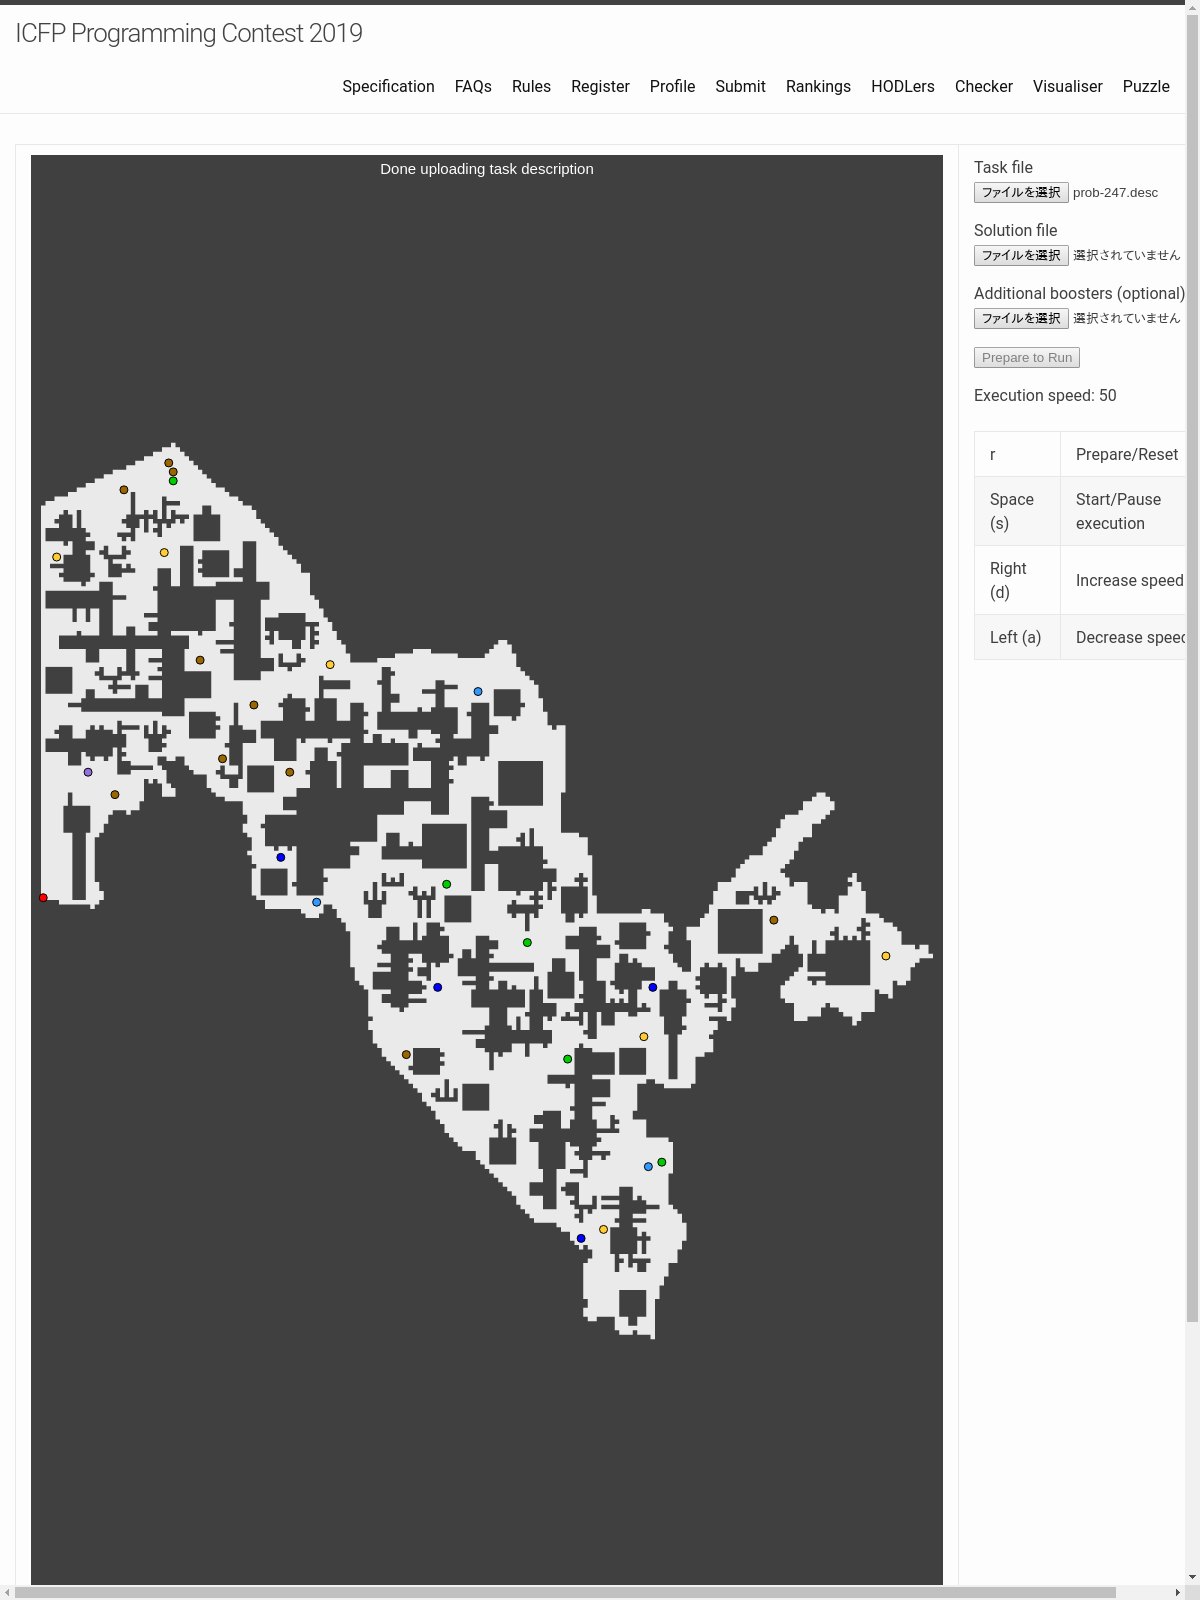 ICFP Programming Contest 2019
Specification FAQs Rules Register Profile Submit Rankings HODLers Checker Visualiser Puzzle
Done uploading task description
Task file
ファイルを選択 prob-247.desc
Solution file
ファイルを選択 選択されていません
Additional boosters (optional)
ファイルを選択 選択されていません
Prepare to Run
Execution speed: 50
r Prepare/Reset
Space (s) Start/Pause execution
Right (d) Increase speed
Left (a) Decrease speed